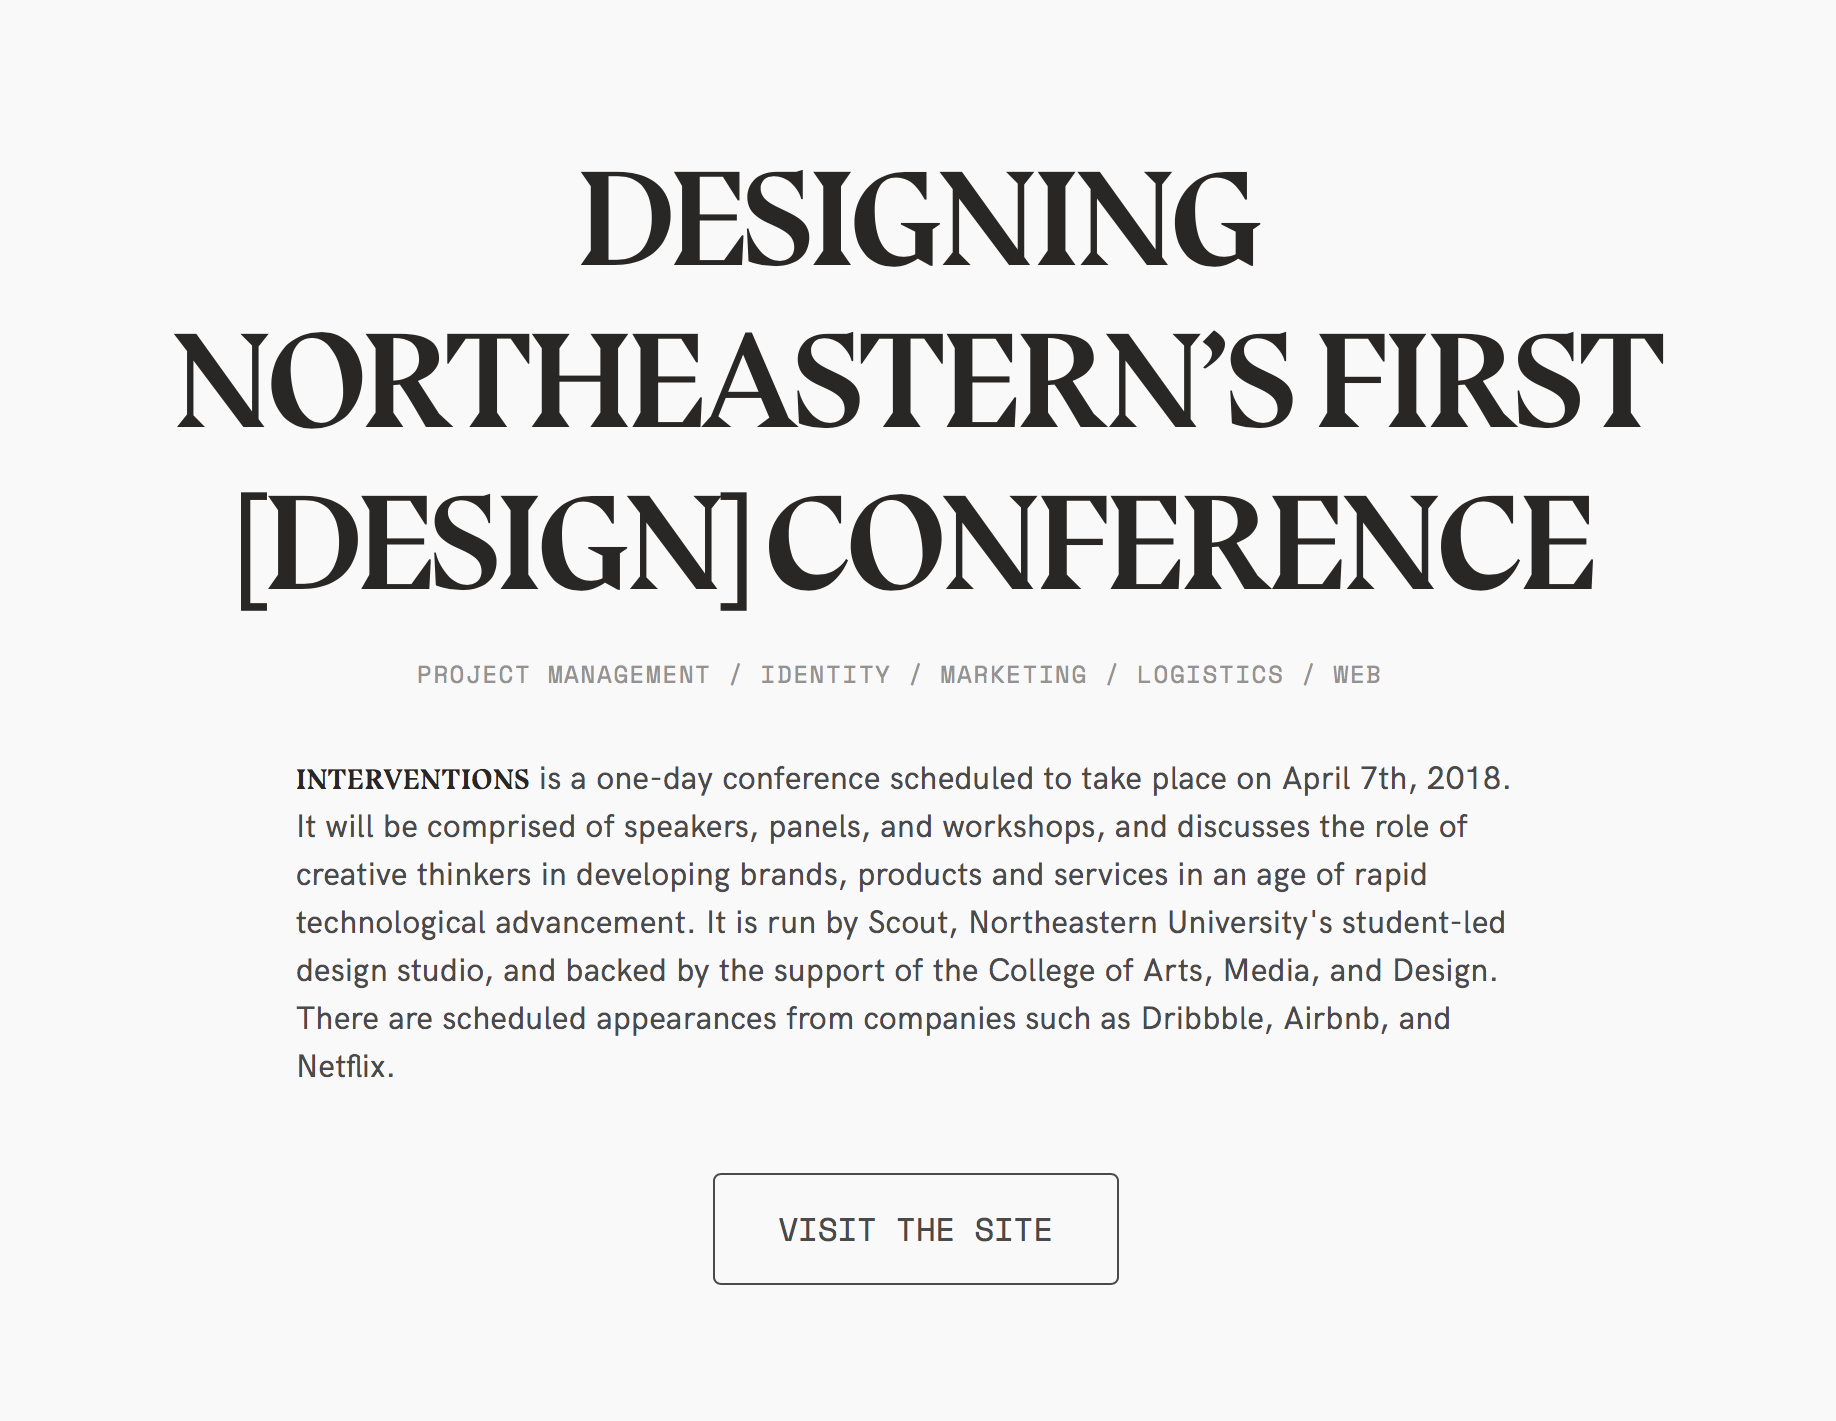 DESIGNING
NORTHEASTERN’S FIRST
[DESIGN] CONFERENCE
PROJECT MANAGEMENT / IDENTITY / MARKETING / LOGISTICS / WEB
INTERVENTIONS is a one-day conference scheduled to take place on April 7th, 2018.
It will be comprised of speakers, panels, and workshops, and discusses the role of
creative thinkers in developing brands, products and services in an age of rapid
technological advancement. It is run by Scout, Northeastern University's student-led
design studio, and backed by the support of the College of Arts, Media, and Design.
There are scheduled appearances from companies such as Dribbble, Airbnb, and
Netflix.
VISIT THE SITE